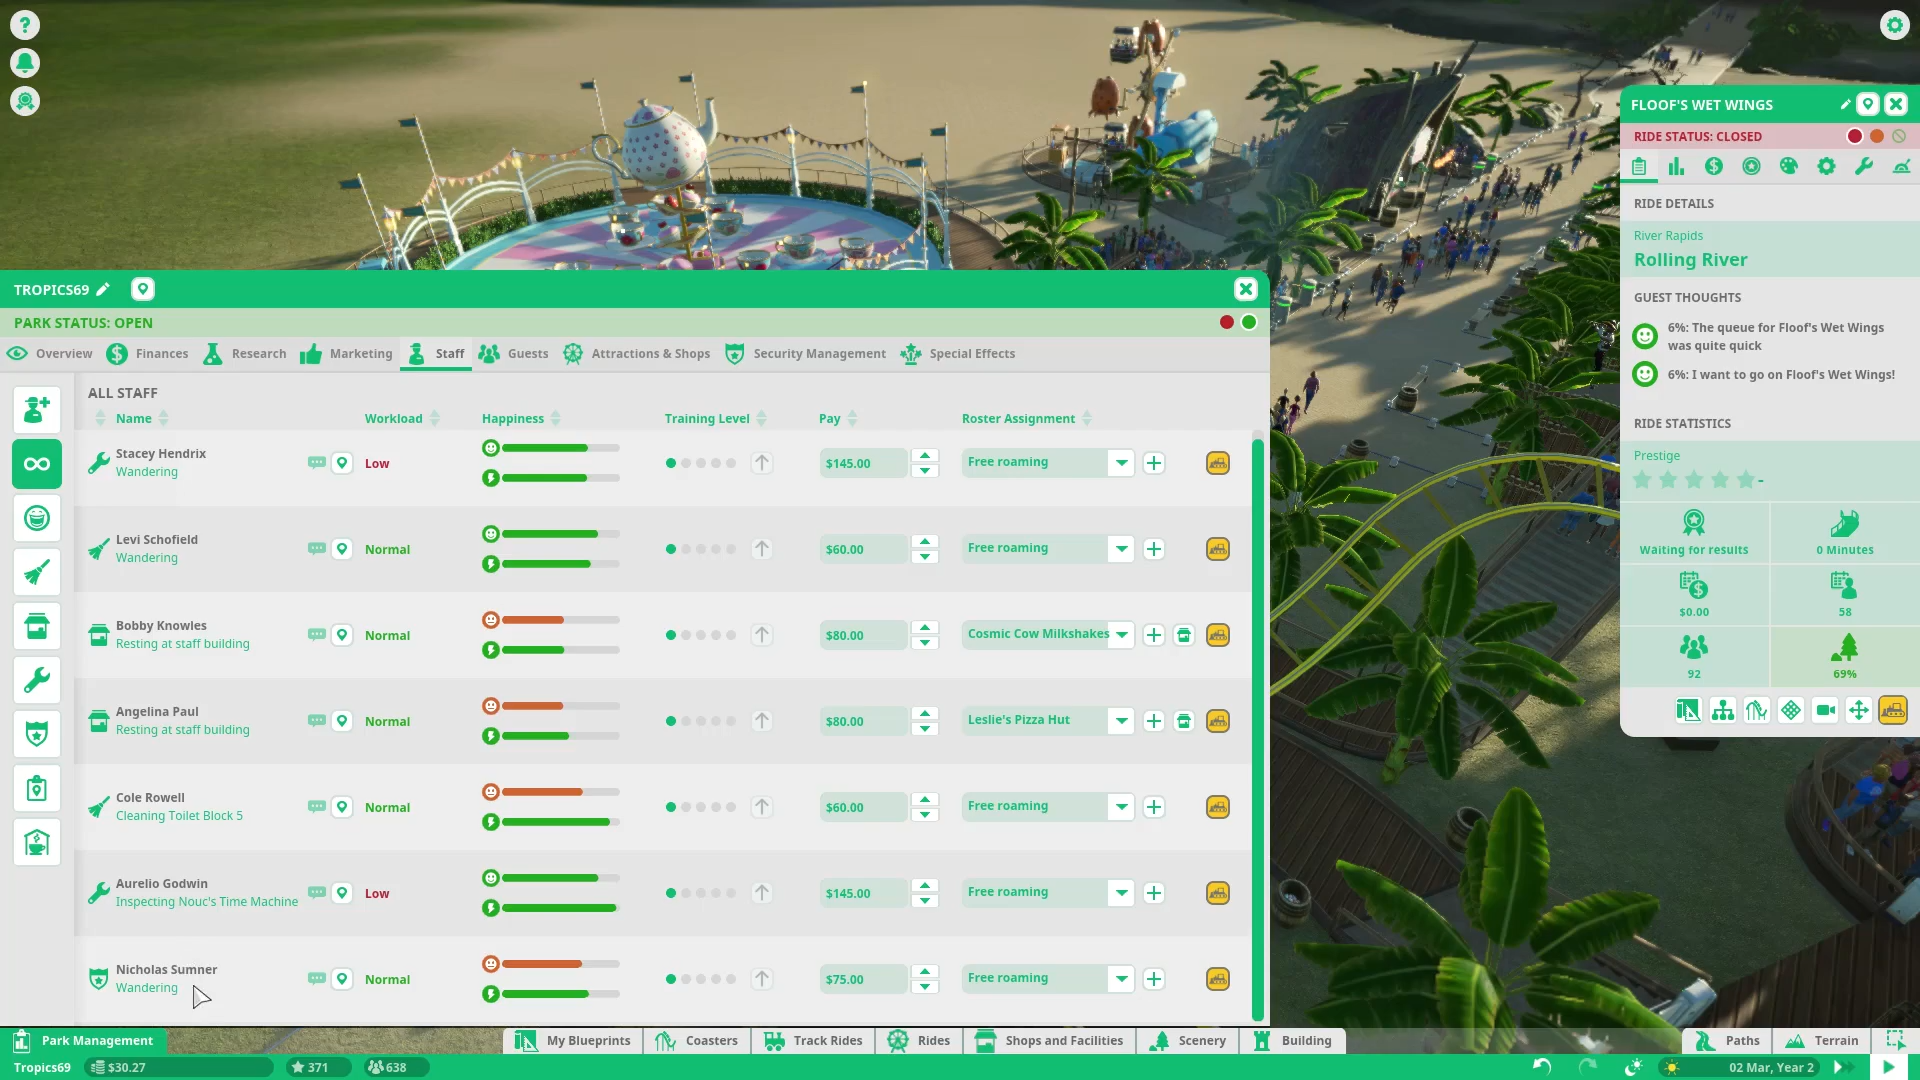 FLOOF'S WET WINGS
RIDE STATUS: CLOSED
RIDE DETAILS
River Rapids
Rolling River
GUEST THOUGHTS
6%: The queue for Floof's Wet Wings
was quite quick
6%: I want to go on Floof's Wet Wings!
RIDE STATISTICS
Prestige
-
Waiting for results
0 Minutes
$0.00
58
92
69%
TROPICS69
PARK STATUS: OPEN
Overview
Finances
Research
Marketing
Staff
Guests
Attractions & Shops
Security Management
Special Effects
ALL STAFF
Name Workload Happiness Training Level Pay Roster Assignment
Stacey Hendrix
Wandering
Low
$145.00
Free roaming
Levi Schofield
Wandering
Normal
$60.00
Free roaming
Bobby Knowles
Resting at staff building
Normal
$80.00
Cosmic Cow Milkshakes
Angelina Paul
Resting at staff building
Normal
$80.00
Leslie's Pizza Hut
Cole Rowell
Cleaning Toilet Block 5
Normal
$60.00
Free roaming
Aurelio Godwin
Inspecting Nouc's Time Machine
Low
$145.00
Free roaming
Nicholas Sumner
Wandering
Normal
$75.00
Free roaming
Park Management
My Blueprints
Coasters
Track Rides
Rides
Shops and Facilities
Scenery
Building
Paths
Terrain
Tropics69
$30.27
371
638
02 Mar, Year 2